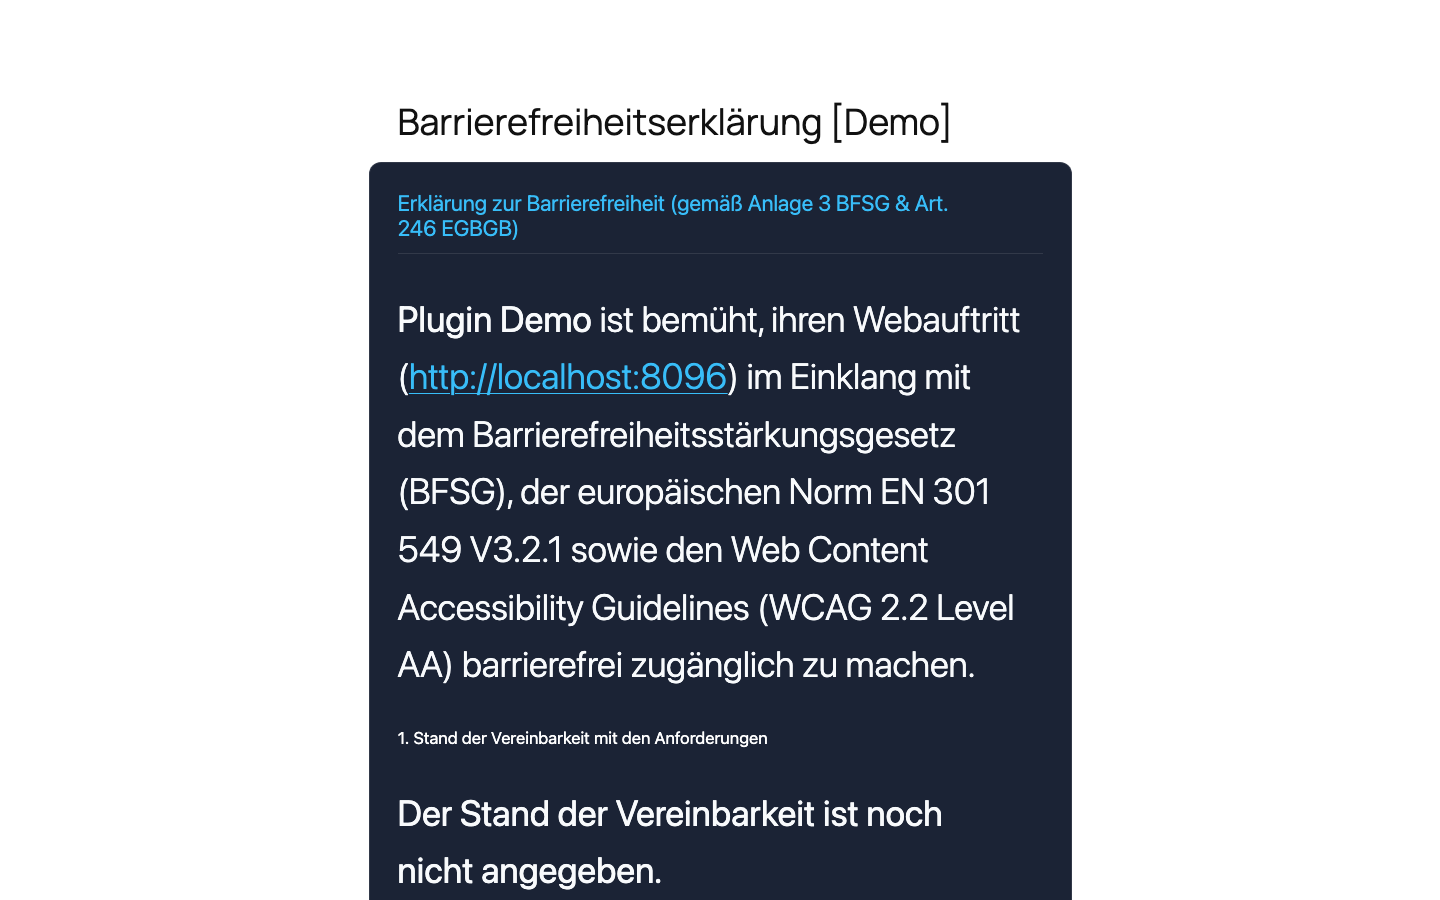 Barrierefreiheitserklärung [Demo]
Erklärung zur Barrierefreiheit (gemäß Anlage 3 BFSG & Art.
246 EGBGB)
Plugin Demo ist bemüht, ihren Webauftritt
(http://localhost:8096) im Einklang mit
dem Barrierefreiheitsstärkungsgesetz
(BFSG), der europäischen Norm EN 301
549 V3.2.1 sowie den Web Content
Accessibility Guidelines (WCAG 2.2 Level
AA) barrierefrei zugänglich zu machen.
1. Stand der Vereinbarkeit mit den Anforderungen
Der Stand der Vereinbarkeit ist noch
nicht angegeben.